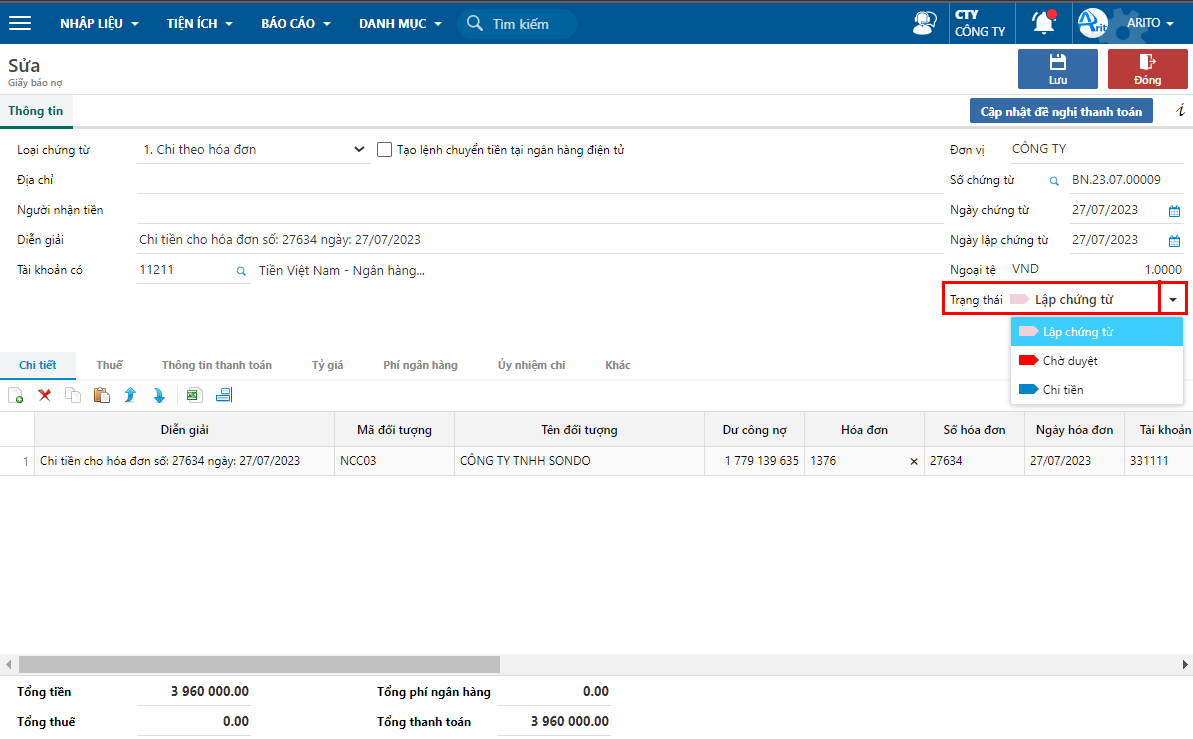 NHẬP LIỆU TIỆN ÍCH BÁO CÁO DANH MỤC Tìm kiếm CTY CÔNG TY Arit ARITO
Sửa
Giấy báo nợ
Lưu Đóng
Thông tin Cập nhật đề nghị thanh toán i
Loại chứng từ 1. Chi theo hóa đơn Tạo lệnh chuyển tiền tại ngân hàng điện tử Đơn vị CÔNG TY
Địa chỉ Số chứng từ BN.23.07.00009
Người nhận tiền Ngày chứng từ 27/07/2023
Diễn giải Chi tiền cho hóa đơn số: 27634 ngày: 27/07/2023 Ngày lập chứng từ 27/07/2023
Tài khoản có 11211 Tiền Việt Nam - Ngân hàng... Ngoại tệ VND 1.0000
Trạng thái Lập chứng từ
Lập chứng từ
Chờ duyệt
Chi tiền
Chi tiết Thuế Thông tin thanh toán Tỷ giá Phí ngân hàng Ủy nhiệm chi Khác
Diễn giải Mã đối tượng Tên đối tượng Dư công nợ Hóa đơn Số hóa đơn Ngày hóa đơn Tài khoản
1 Chi tiền cho hóa đơn số: 27634 ngày: 27/07/2023 NCC03 CÔNG TY TNHH SONDO 1 779 139 635 1376 27634 27/07/2023 331111
Tổng tiền 3 960 000.00 Tổng phí ngân hàng 0.00
Tổng thuế 0.00 Tổng thanh toán 3 960 000.00